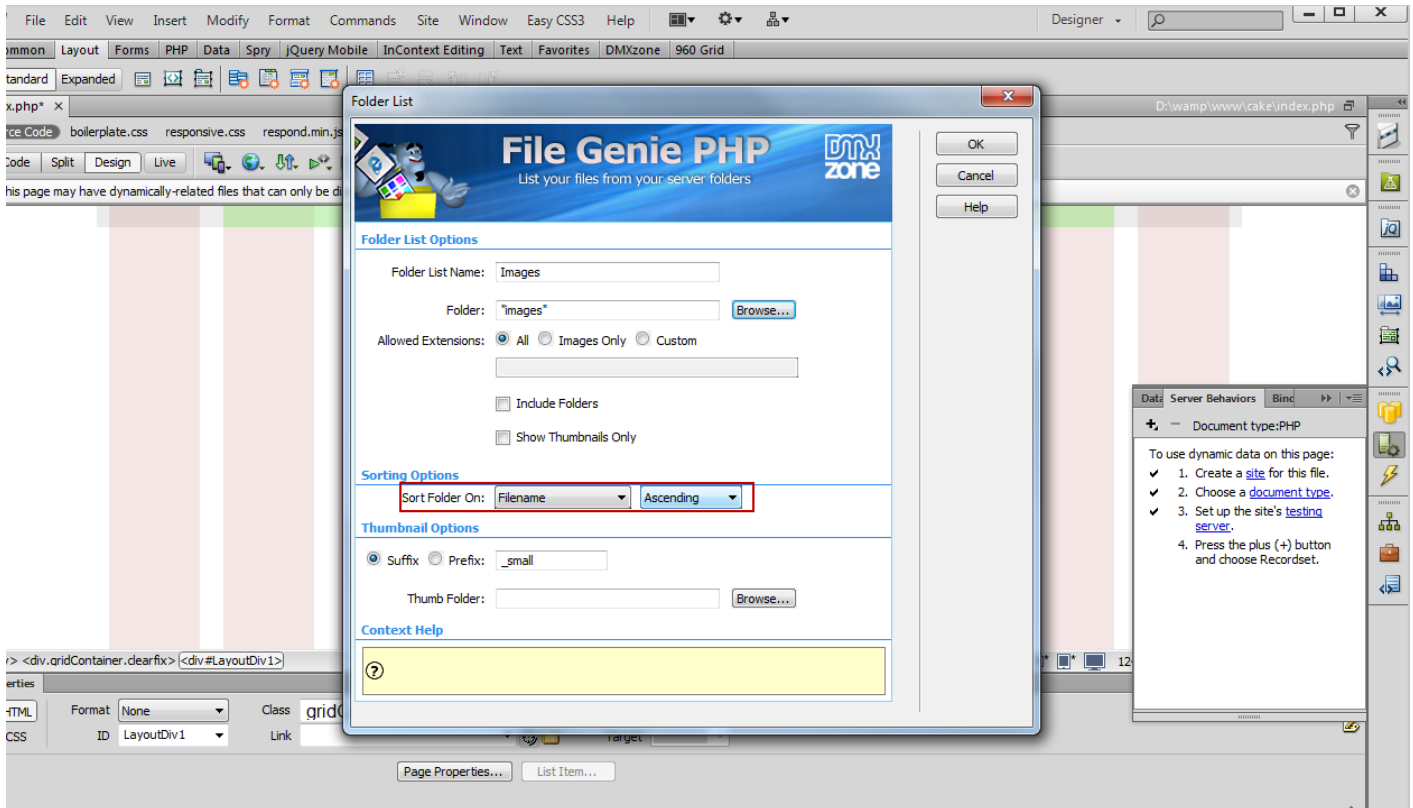 File Edit View Insert Modify Format Commands Site Window Easy CSS3 Help Designer
ommon Layout Forms PHP Data Spry jQuery Mobile InContext Editing Text Favorites DMXzone 960 Grid
tandard Expanded
x.php* D:\wamp\www\cake\index.php
rce Code boilerplate.css responsive.css respond.min.js
Code Split Design Live
his page may have dynamically-related files that can only be di
Folder List
File Genie PHP
List your files from your server folders
DMX
zone
OK
Cancel
Help
Folder List Options
Folder List Name: Images
Folder: "images" Browse...
Allowed Extensions: All Images Only Custom
Include Folders
Show Thumbnails Only
Sorting Options
Sort Folder On: Filename Ascending
Thumbnail Options
Suffix Prefix: _small
Thumb Folder: Browse...
Context Help
?
Data Server Behaviors Bind
Document type:PHP
To use dynamic data on this page:
1. Create a site for this file.
2. Choose a document type.
3. Set up the site's testing
server.
4. Press the plus (+) button
and choose Recordset.
/> <div.gridContainer.clearfix> <div#LayoutDiv1> 12
erties
HTML Format None Class gridC
CSS ID LayoutDiv1 Link Target
Page Properties... List Item...